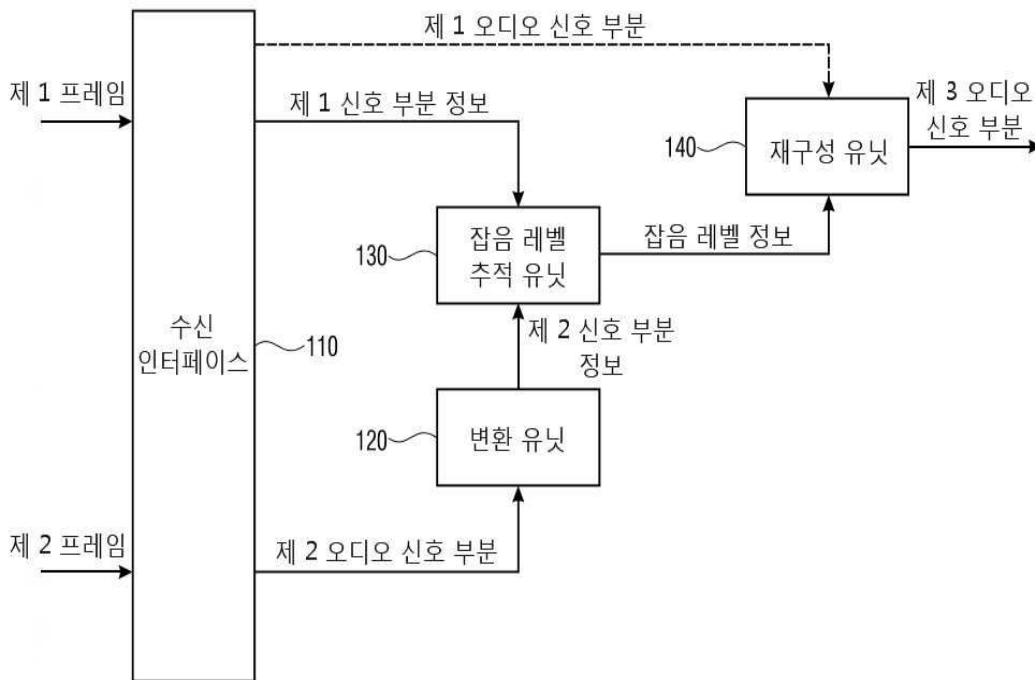 제 1 오디오 신호 부분
제 1 프레임
제 1 신호 부분 정보
제 3 오디오
신호 부분
140
재구성 유닛
130
잡음 레벨
추적 유닛
잡음 레벨 정보
수신
인터페이스
110
제 2 신호 부분
정보
120
변환 유닛
제 2 프레임
제 2 오디오 신호 부분